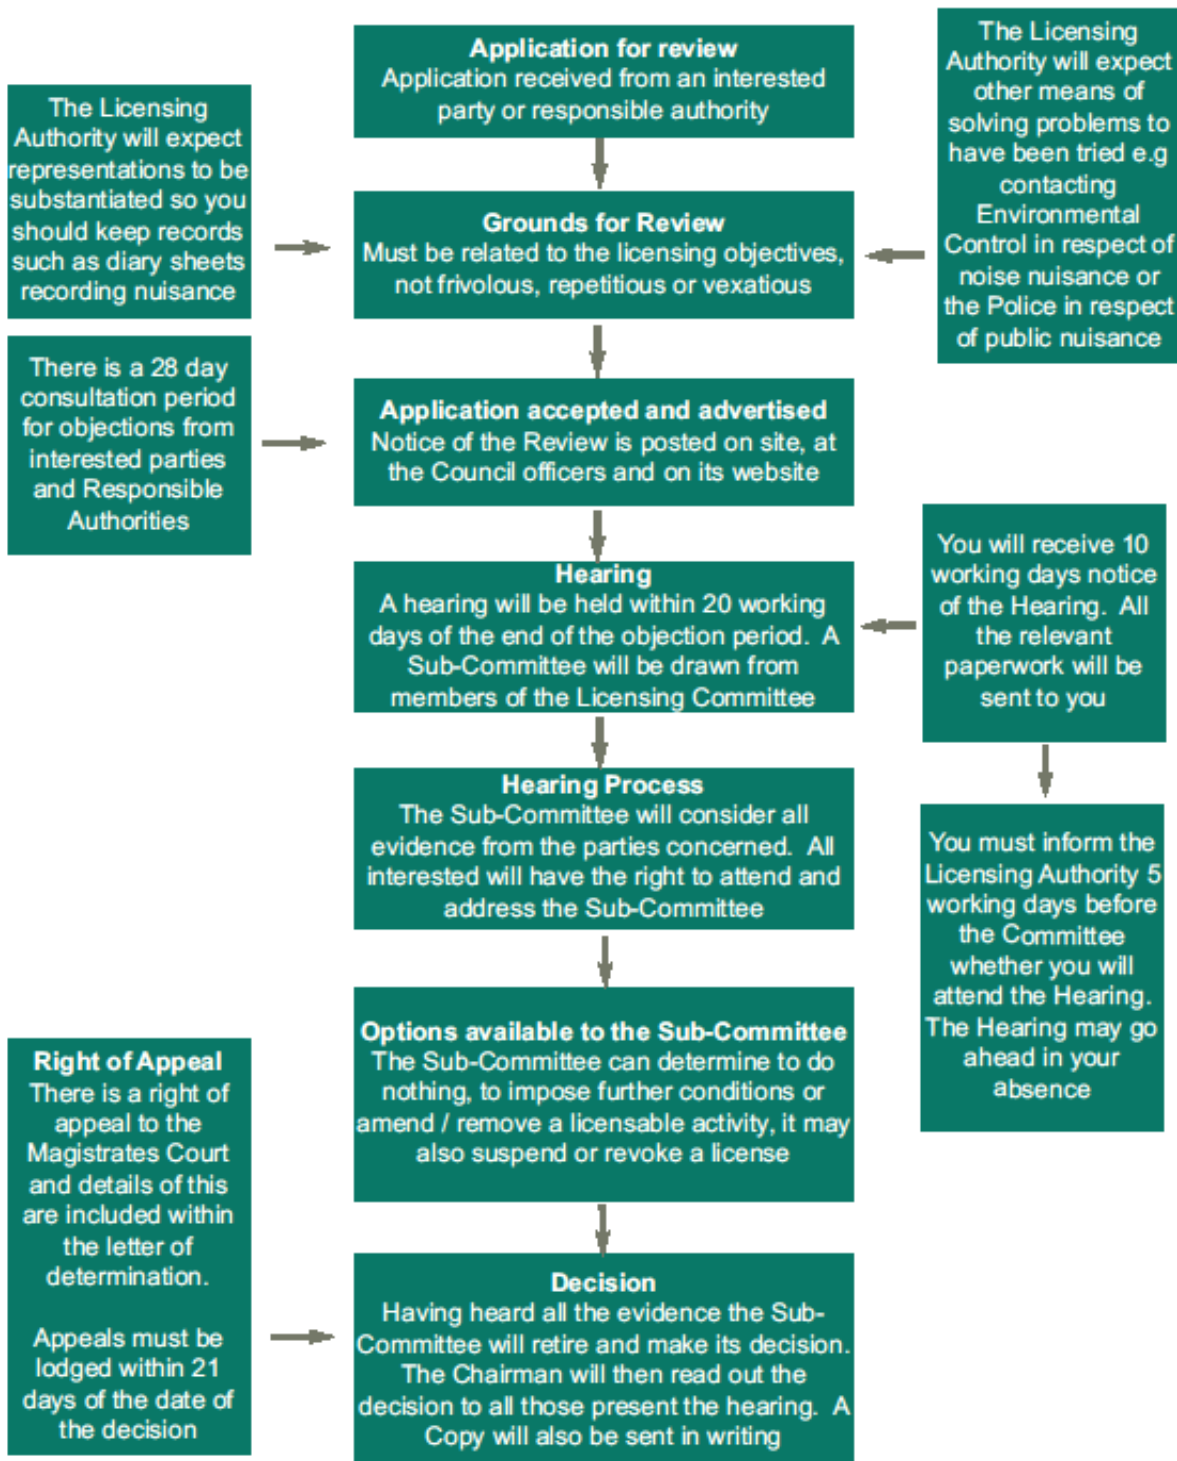 Application for review
Application received from an interested
party or responsible authority
The Licensing
Authority will expect
representations to be
substantiated so you
should keep records
such as diary sheets
recording nuisance
The Licensing
Authority will expect
other means of
solving problems to
have been tried e.g
contacting
Environmental
Control in respect of
noise nuisance or
the Police in respect
of public nuisance
Grounds for Review
Must be related to the licensing objectives,
not frivolous, repetitious or vexatious
There is a 28 day
consultation period
for objections from
interested parties
and Responsible
Authorities
Application accepted and advertised
Notice of the Review is posted on site, at
the Council officers and on its website
Hearing
A hearing will be held within 20 working
days of the end of the objection period. A
Sub-Committee will be drawn from
members of the Licensing Committee
You will receive 10
working days notice
of the Hearing. All
the relevant
paperwork will be
sent to you
Hearing Process
The Sub-Committee will consider all
evidence from the parties concerned. All
interested will have the right to attend and
address the Sub-Committee
You must inform the
Licensing Authority 5
working days before
the Committee
whether you will
attend the Hearing.
The Hearing may go
ahead in your
absence
Options available to the Sub-Committee
The Sub-Committee can determine to do
nothing, to impose further conditions or
amend / remove a licensable activity, it may
also suspend or revoke a license
Right of Appeal
There is a right of
appeal to the
Magistrates Court
and details of this
are included within
the letter of
determination.
Appeals must be
lodged within 21
days of the date of
the decision
Decision
Having heard all the evidence the Sub-
Committee will retire and make its decision.
The Chairman will then read out the
decision to all those present the hearing. A
Copy will also be sent in writing